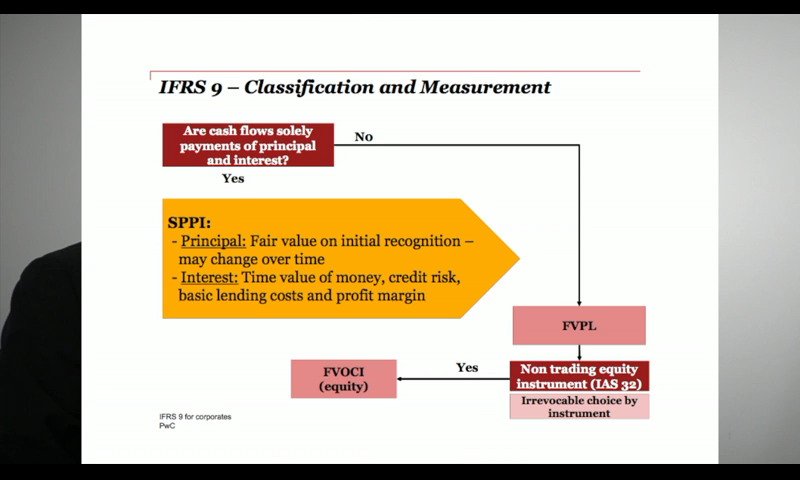 IFRS 9 – Classification and Measurement
Are cash flows solely
payments of principal
and interest?
No
Yes
SPPI:
- Principal: Fair value on initial recognition –
may change over time
- Interest: Time value of money, credit risk,
basic lending costs and profit margin
FVPL
Non trading equity
instrument (IAS 32)
Irrevocable choice by
instrument
Yes
FVOCI
(equity)
IFRS 9 for corporates
PwC